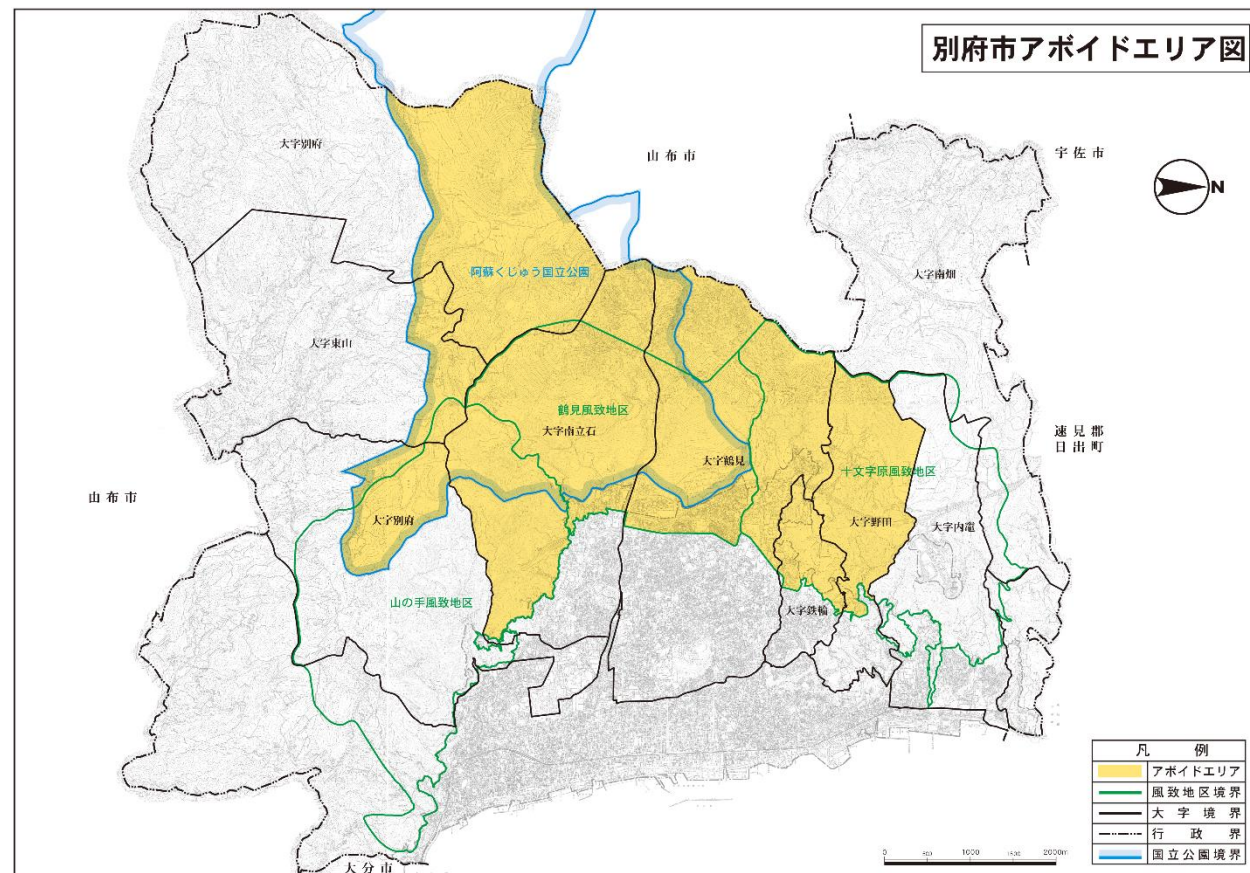 別府市アボイドエリア図
大字別府
山布市
宇佐市
N
大字南畑
阿蘇くじゅう国立公園
大字東山
鶴見風致地区
大字南立石
速見郡
日出町
大字鶴見
十文字原風致地区
山布市
大字別府
大字野田
大字内竈
山の手風致地区
大字鉄輪
凡例
アボイドエリア
風致地区境界
大字境界
行政界
国立公園境界
0 500 1000 1500 2000m
大分市